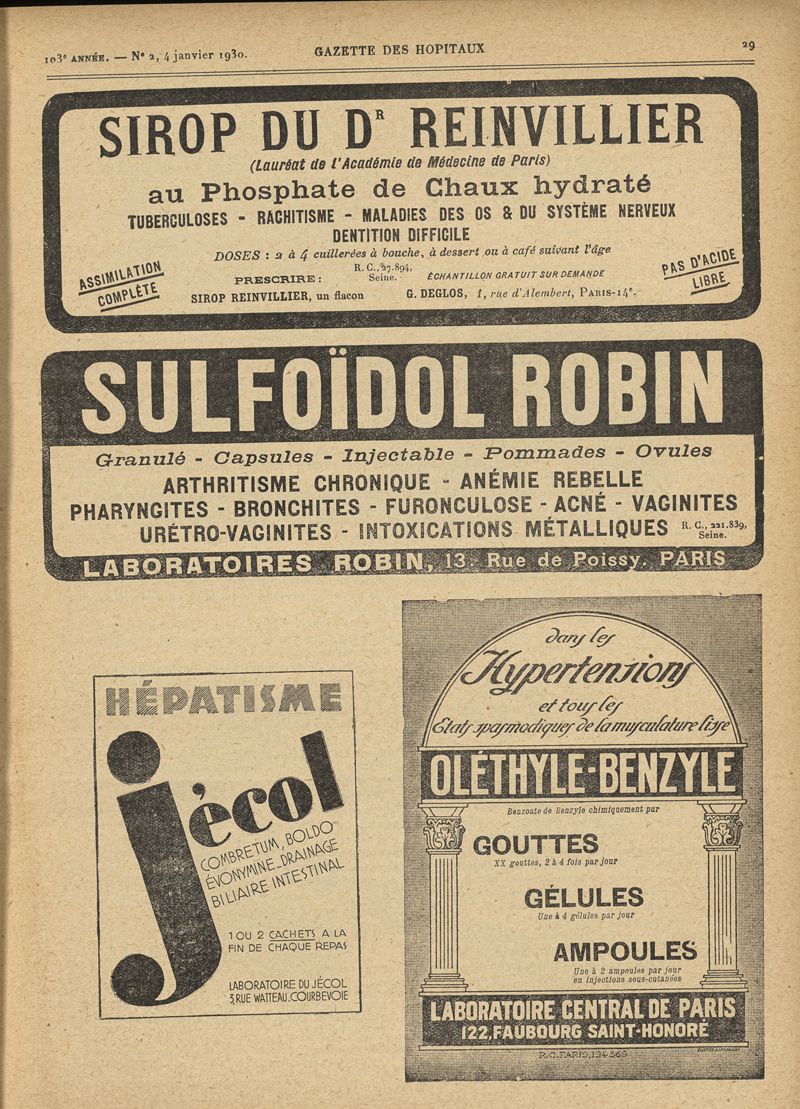 103e ANNÉE. — No 2, 4 janvier 1930.
GAZETTE DES HOPITAUX
29
SIROP DU DR REINVILLIER
(Lauréat de l'Académie de Médecine de Paris)
au Phosphate de Chaux hydraté
TUBERCULOSES - RACHITISME - MALADIES DES OS & DU SYSTÈME NERVEUX
DENTITION DIFFICILE
DOSES : 2 à 4 cuillerées à bouche, à dessert ou à café suivant l'âge
ASSIMILATION
COMPLÈTE
PRESCRIRE :
R. C., 27.894,
Seine.
ÉCHANTILLON GRATUIT SUR DEMANDE
PAS D'ACIDE
LIBRE
SIROP REINVILLIER, un flacon
G. DEGLOS, 1, rue d'Alembert, PARIS-14e.
SULFOÏDOL ROBIN
Granulé - Capsules - Injectable - Pommades - Ovules
ARTHRITISME CHRONIQUE - ANÉMIE REBELLE
PHARYNGITES - BRONCHITES - FURONCULOSE - ACNÉ - VAGINITES
URÉTRO-VAGINITES - INTOXICATIONS MÉTALLIQUES
R. C., 221.839,
Seine.
LABORATOIRES ROBIN, 13. Rue de Poissy. PARIS
HÉPATISME
jécol
COMBRETUM, BOLDO
ÉVONYMINE_DRAINAGE
BILIAIRE INTESTINAL
1 OU 2 CACHETS A LA
FIN DE CHAQUE REPAS
LABORATOIRE DU JÉCOL
3,RUE WATTEAU.COURBEVOIE
dans les
Hypertensions
et tous les
États spasmodiques de la musculature lisse
OLÉTHYLE-BENZYLE
Benzoate de Benzyle chimiquement pur
GOUTTES
XX gouttes, 2 à 4 fois par jour
GÉLULES
Une à 4 gélules par jour
AMPOULES
Une à 2 ampoules par jour
en injections sous-cutanées
LABORATOIRE CENTRAL DE PARIS
122,FAUBOURG SAINT-HONORÉ
R.C.PARIS,134-569